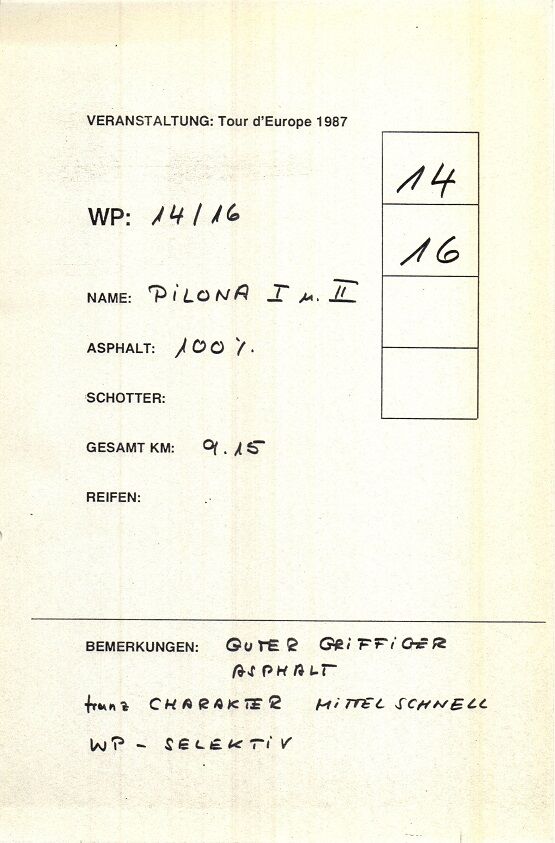 VERANSTALTUNG: Tour d'Europe 1987
14
WP: 14/16
16
NAME: PiLONA I u. II
ASPHALT: 100%.
SCHOTTER:
GESAMT KM: 9.15
REIFEN:
BEMERKUNGEN: GUTER GRiFFiGER
ASPHALT
franz CHARAKTER MiTTEL SCHNELL
WP - SELEKTiV